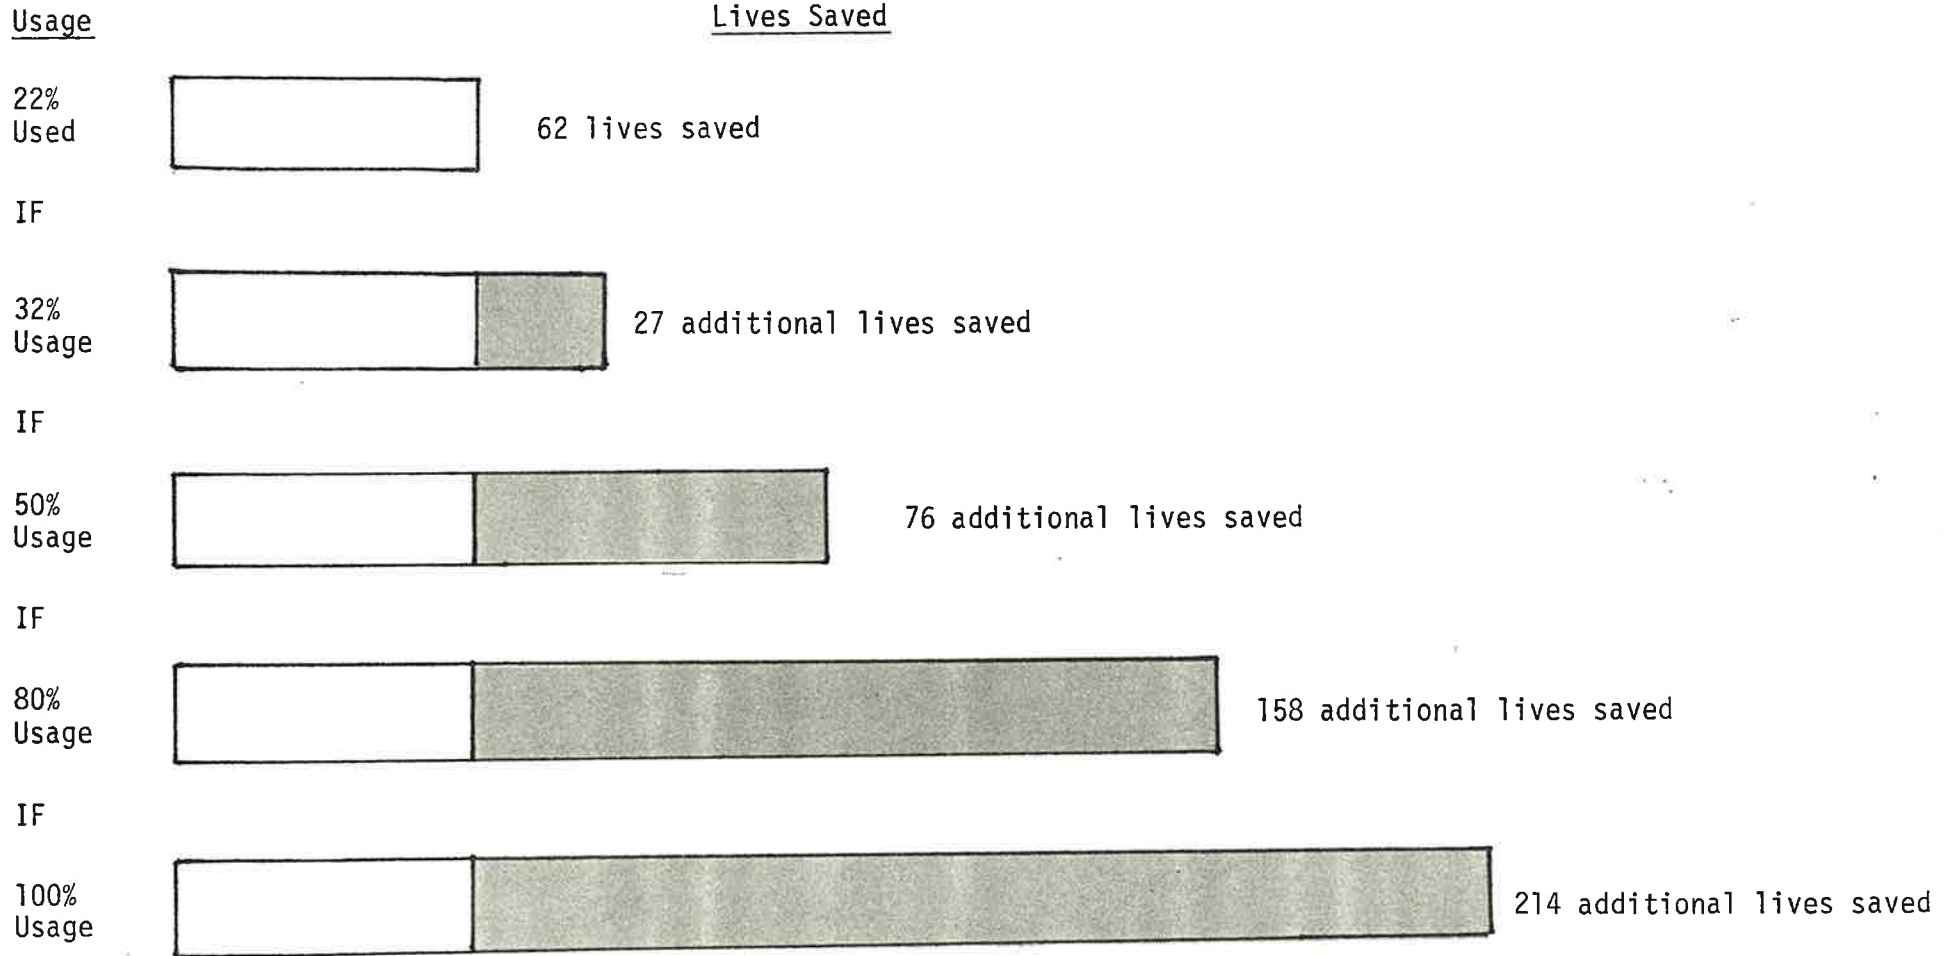 Usage
Lives Saved
22%
Used
62 lives saved
IF
32%
Usage
27 additional lives saved
IF
50%
Usage
76 additional lives saved
IF
80%
Usage
158 additional lives saved
IF
100%
Usage
214 additional lives saved